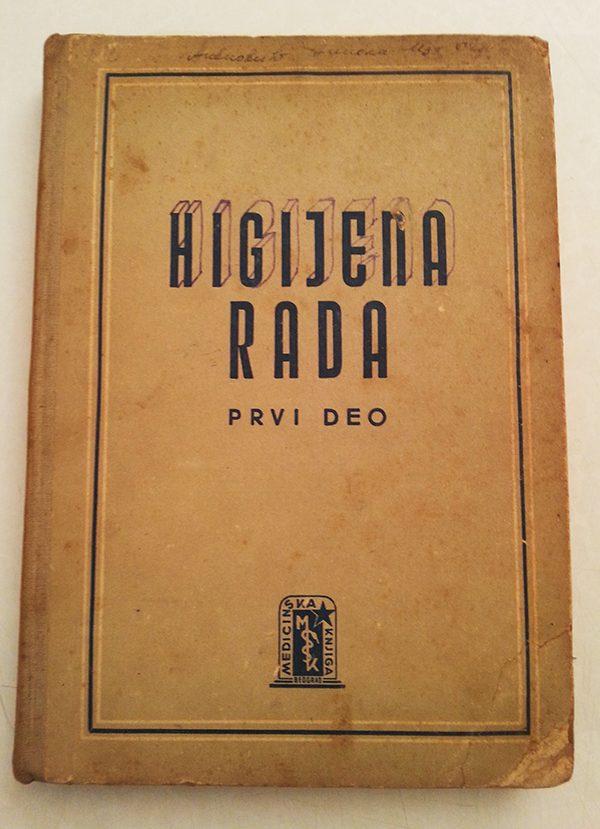 HIGIJENA
RADA
PRVI DEO
MEDICINSKA KNJIGA
M S K
BEOGRAD